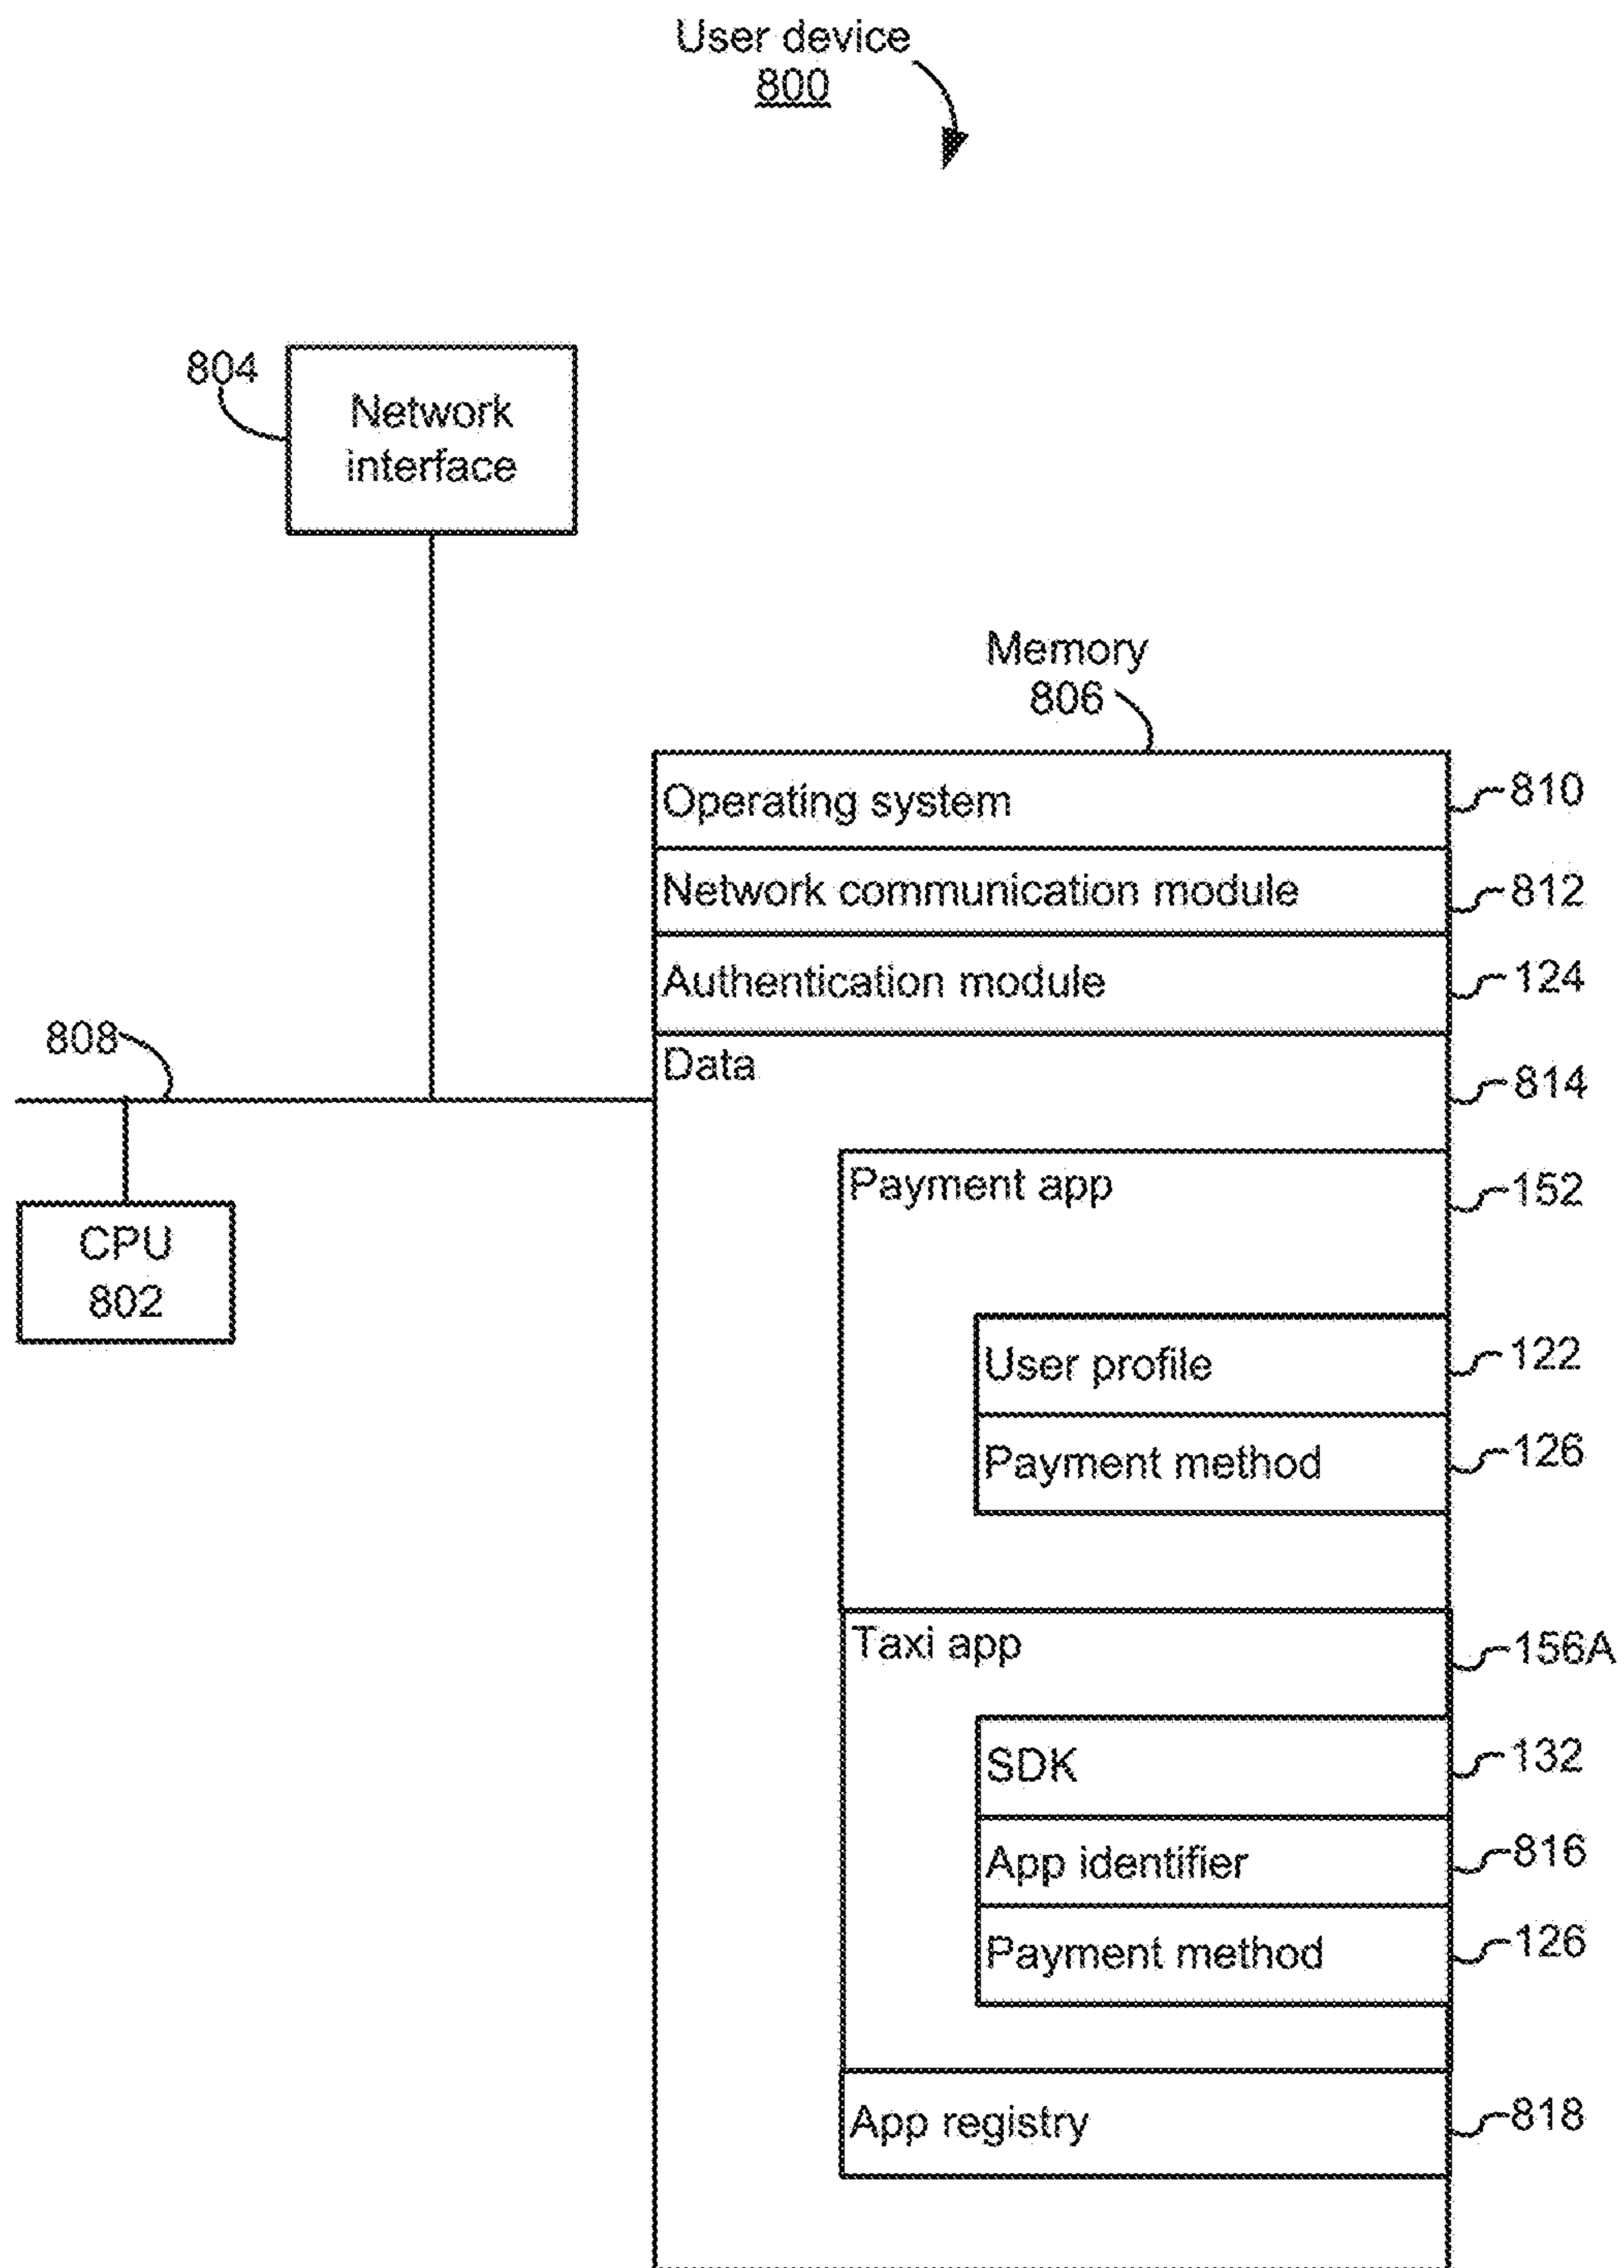 User device
800
804
Network
interface
Memory
806
Operating system
810
Network communication module
812
Authentication module
124
808
Data
814
Payment app
152
CPU
802
User profile
122
Payment method
126
Taxi app
156A
SDK
132
App identifier
816
Payment method
126
App registry
818